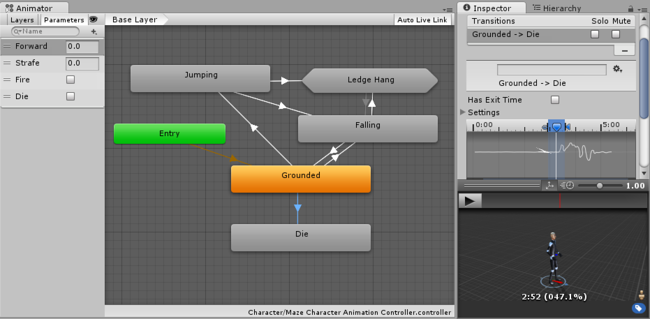 Animator
Layers Parameters
Name
Forward 0.0
Strafe 0.0
Fire
Die
Base Layer
Auto Live Link
Jumping
Ledge Hang
Falling
Entry
Grounded
Die
Character/Maze Character Animation Controller.controller
Inspector Hierarchy
Transitions Solo Mute
Grounded -> Die
Grounded -> Die
Has Exit Time
Settings
0:00 5:00
1.00
2:52 (047.1%)